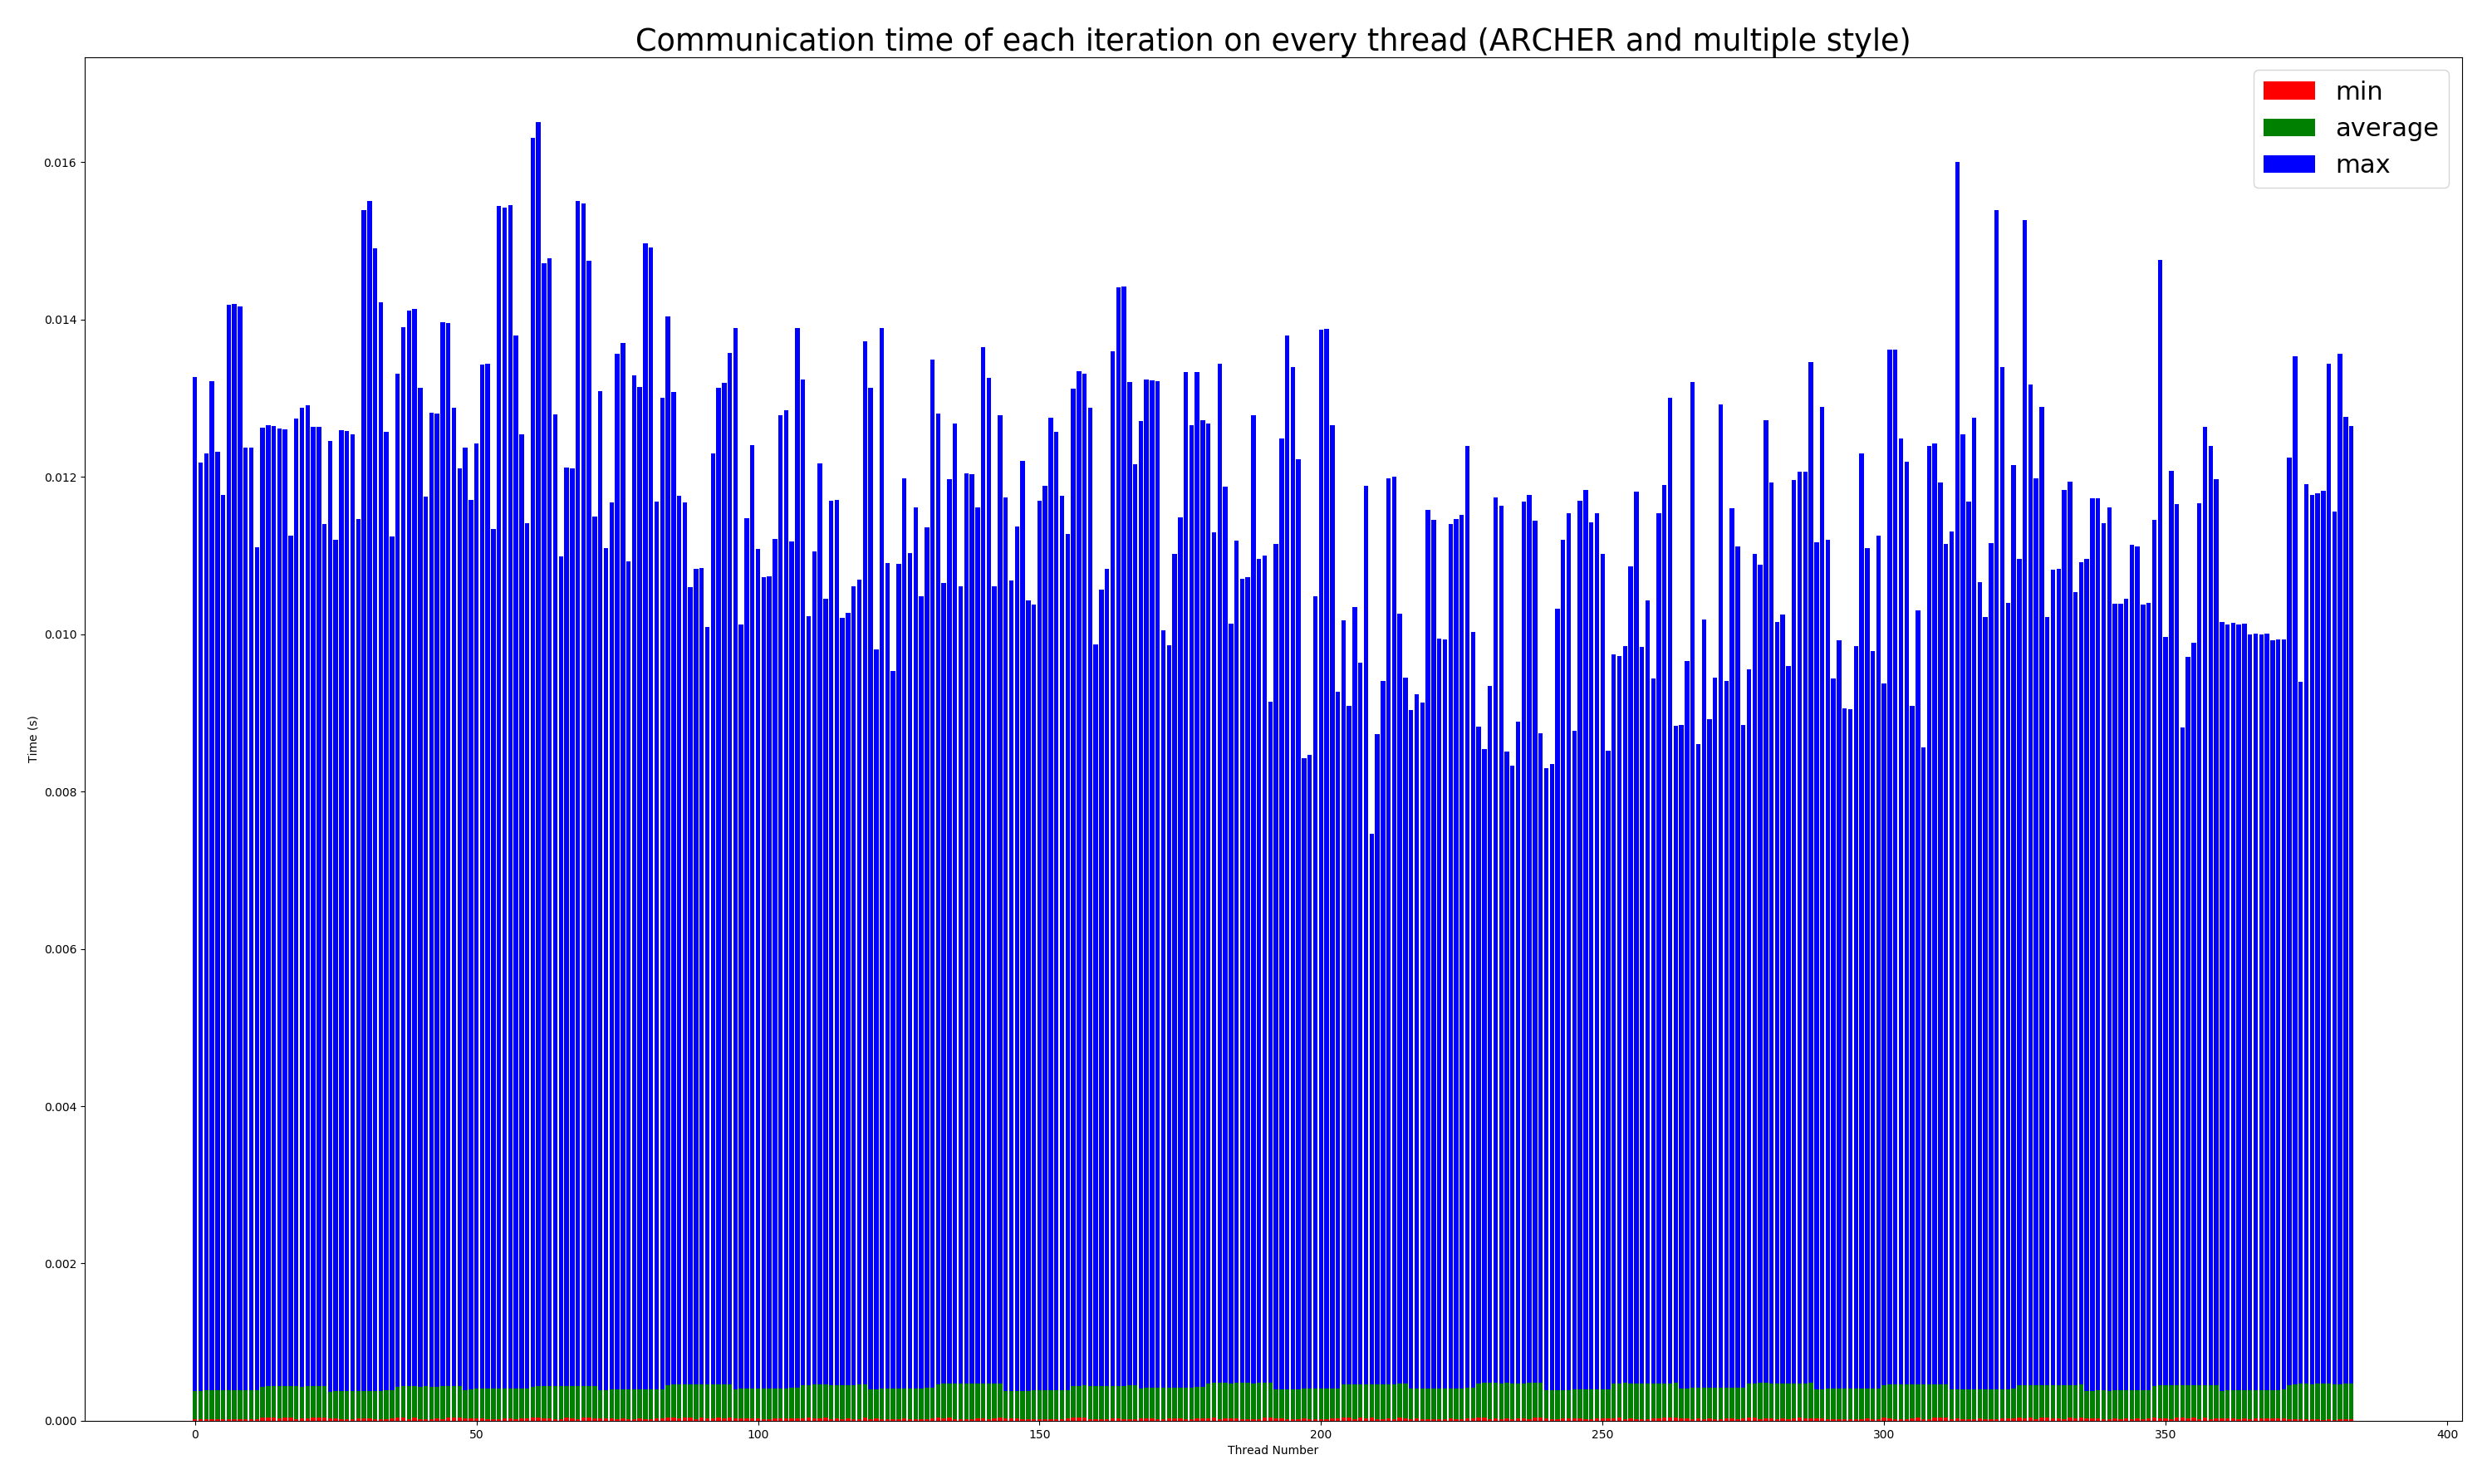 Communication time of each iteration on every thread (ARCHER and multiple style)
min
average
max
0.016
0.014
0.012
0.010
0.008
0.006
0.004
0.002
0.000
Time (s)
0 50 100 150 200 250 300 350 400
Thread Number